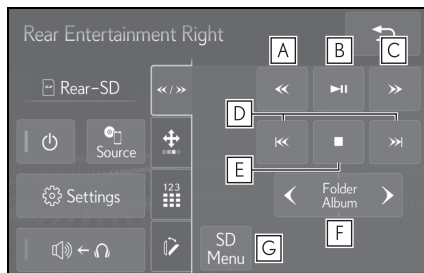 Rear Entertainment Right
A B C
Rear-SD
D
Source
E
Settings
123
Folder
Album
F
SD
Menu
G